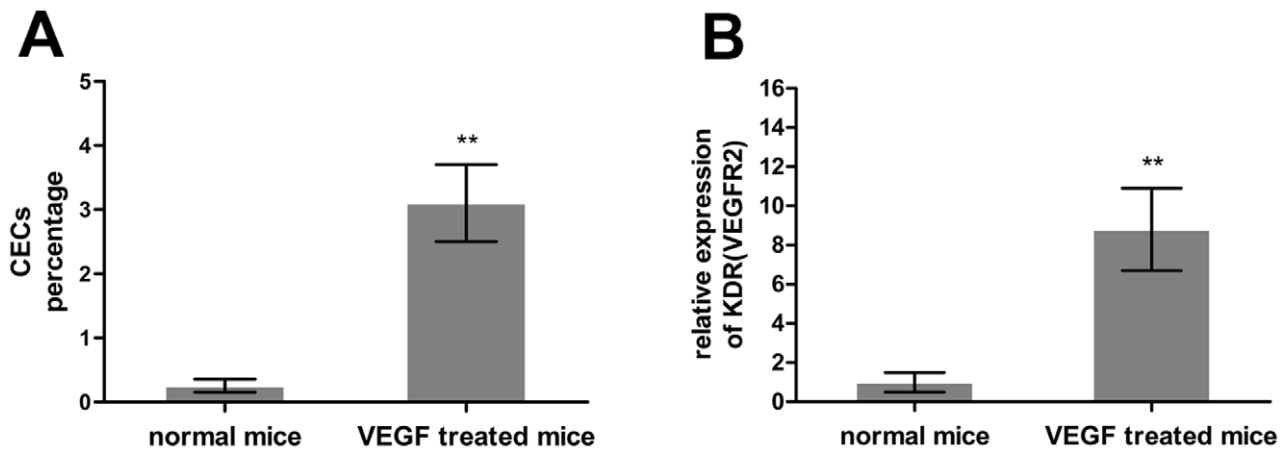 A
CECs
percentage
5
4
3
2
1
0
**
normal mice
VEGF treated mice
B
relative expression
of KDR(VEGFR2)
16
14
12
10
8
6
4
2
0
**
normal mice
VEGF treated mice